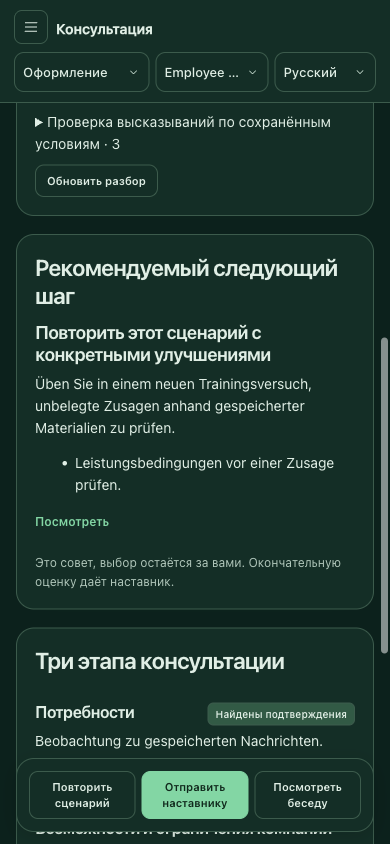 Консультация
Оформление
Employee ...
Русский
Проверка высказываний по сохранённым
условиям · 3
Обновить разбор
Рекомендуемый следующий
шаг
Повторить этот сценарий с
конкретными улучшениями
Üben Sie in einem neuen Trainingsversuch,
unbelegte Zusagen anhand gespeicherter
Materialien zu prüfen.
• Leistungsbedingungen vor einer Zusage
prüfen.
Посмотреть
Это совет, выбор остаётся за вами. Окончательную
оценку даёт наставник.
Три этапа консультации
Потребности
Найдены подтверждения
Beobachtung zu gespeicherten Nachrichten.
Повторить
сценарий
Отправить
наставнику
Посмотреть
беседу
Возможности и ограничения компании